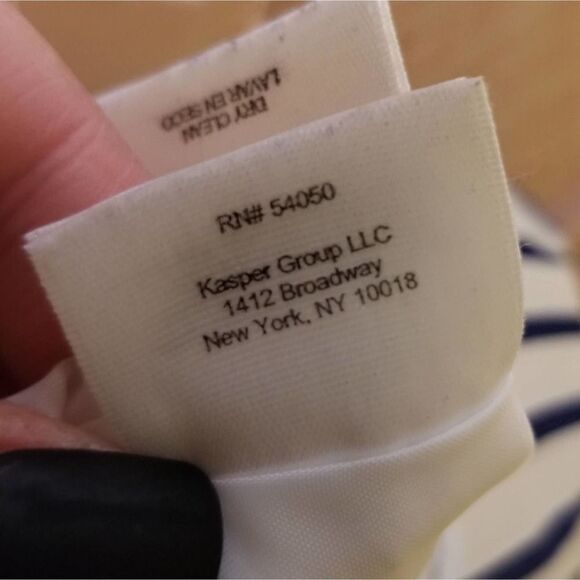 DRY CLEAN
LAVAR EN SECO
RN# 54050
Kasper Group LLC
1412 Broadway
New York, NY 10018